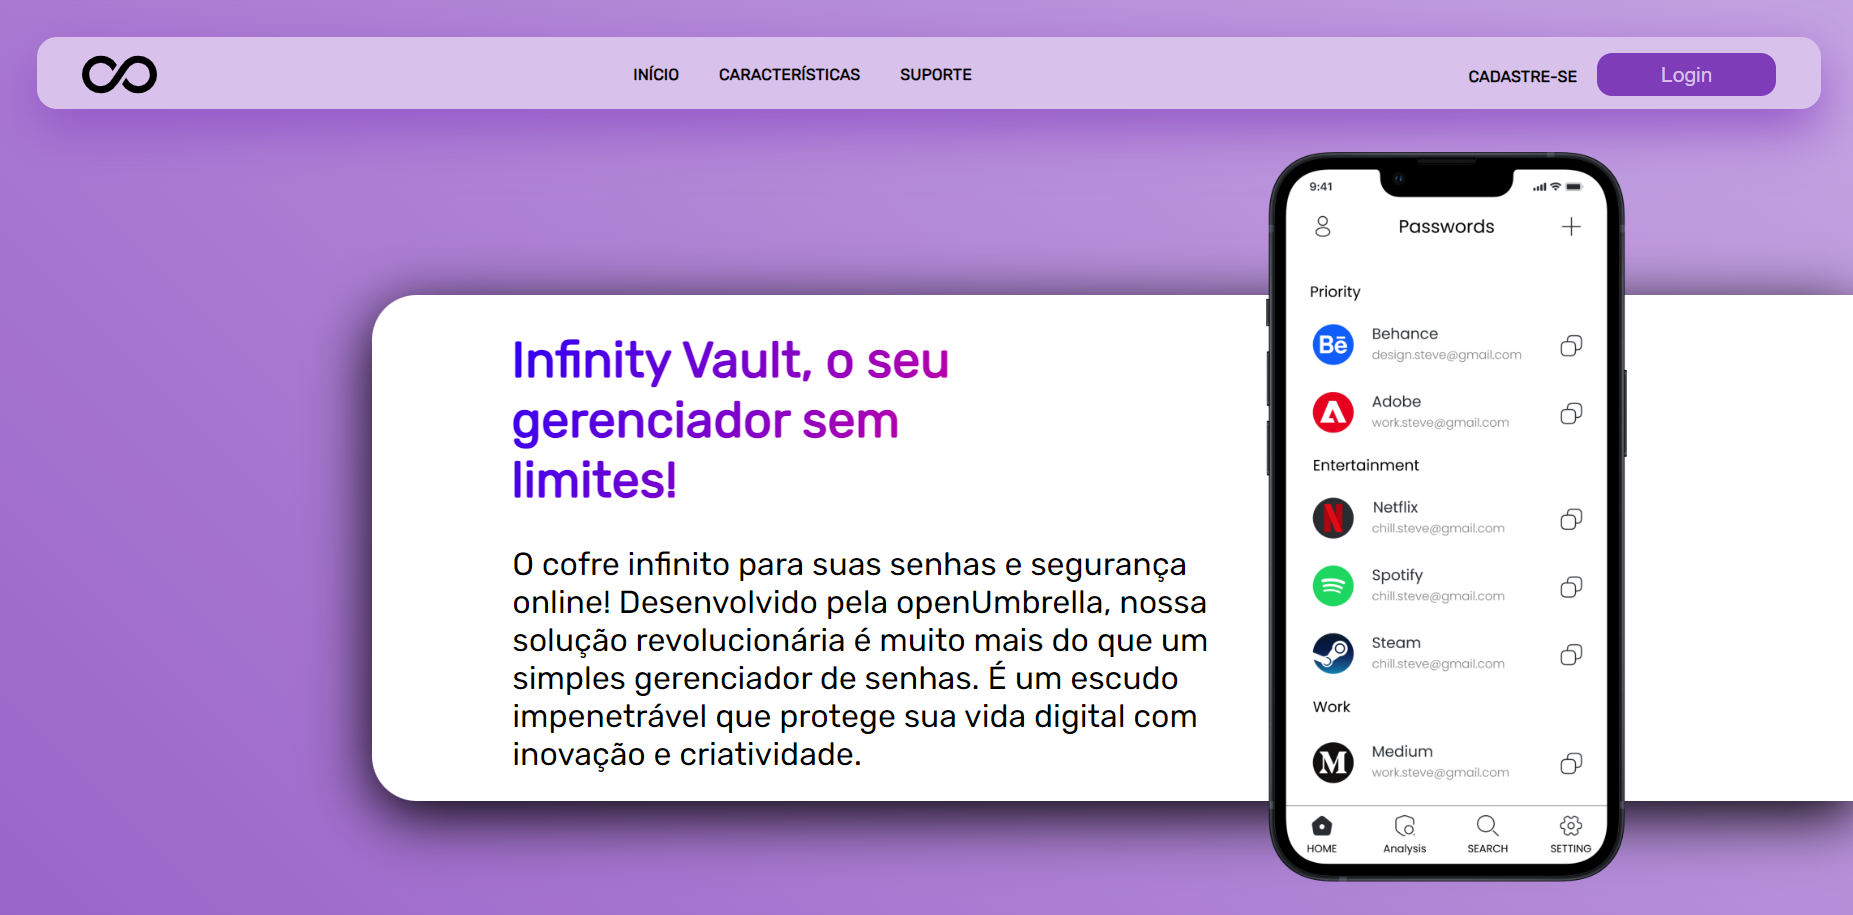 INÍCIO
CARACTERÍSTICAS
SUPORTE
CADASTRE-SE
Login
Infinity Vault, o seu
gerenciador sem
limites!
O cofre infinito para suas senhas e segurança
online! Desenvolvido pela openUmbrella, nossa
solução revolucionária é muito mais do que um
simples gerenciador de senhas. É um escudo
impenetrável que protege sua vida digital com
inovação e criatividade.
9:41
Passwords
Priority
Bē
Behance
design.steve@gmail.com
Adobe
work.steve@gmail.com
Entertainment
N
Netflix
chill.steve@gmail.com
Spotify
chill.steve@gmail.com
Steam
chill.steve@gmail.com
Work
M
Medium
work.steve@gmail.com
HOME
Analysis
SEARCH
SETTING